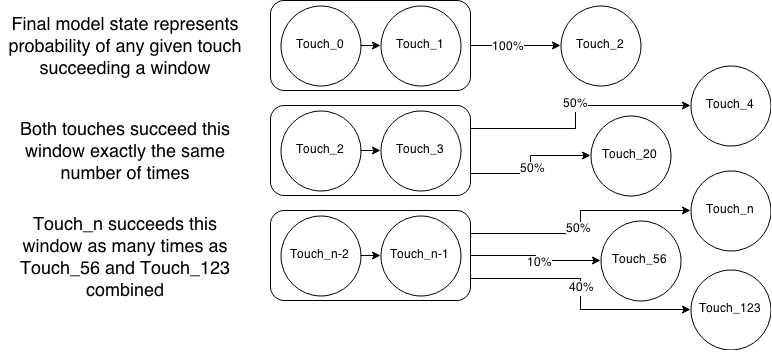 Final model state represents
probability of any given touch
succeeding a window
Touch_0
Touch_1
100%
Touch_2
Both touches succeed this
window exactly the same
number of times
Touch_2
Touch_3
50%
Touch_4
50%
Touch_20
Touch_n succeeds this
window as many times as
Touch_56 and Touch_123
combined
Touch_n-2
Touch_n-1
50%
Touch_n
10%
Touch_56
40%
Touch_123